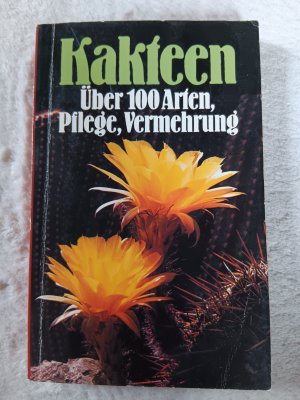 Kakteen
Über 100 Arten,
Pflege, Vermehrung